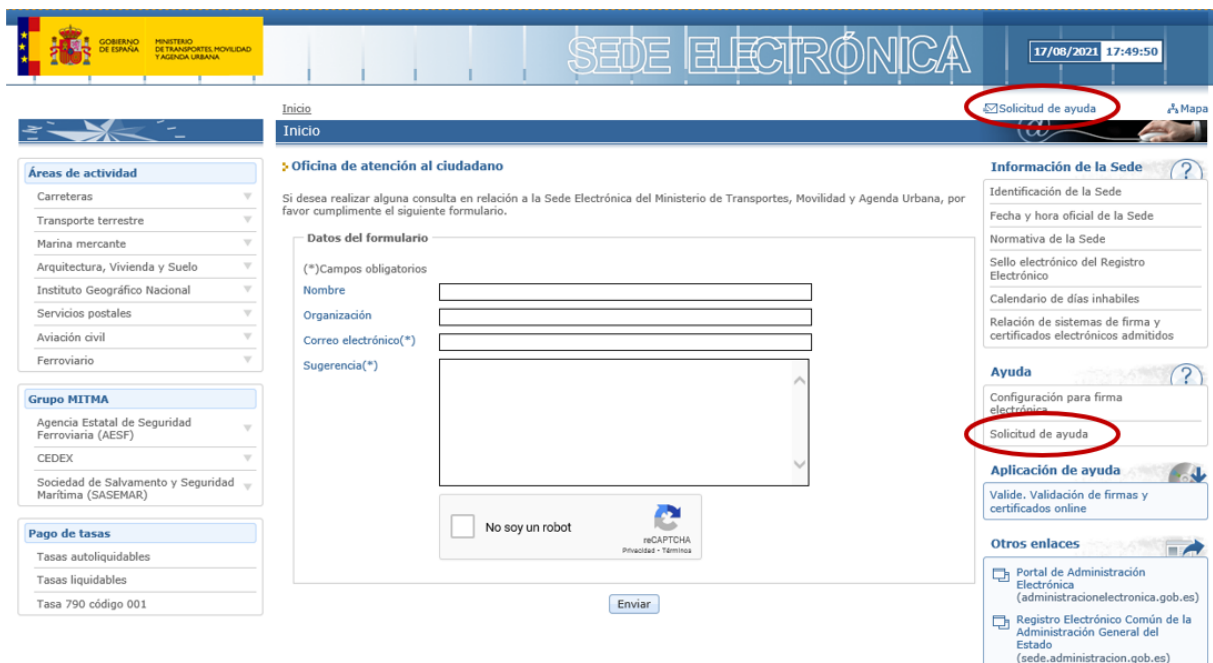 GOBIERNO
DE ESPAÑA
MINISTERIO
DE TRANSPORTES, MOVILIDAD
Y AGENDA URBANA
SEDE ELECTRÓNICA
17/08/2021 17:49:50
Inicio
Solicitud de ayuda
Mapa
Inicio
Áreas de actividad
Carreteras
Transporte terrestre
Marina mercante
Arquitectura, Vivienda y Suelo
Instituto Geográfico Nacional
Servicios postales
Aviación civil
Ferroviario
Grupo MITMA
Agencia Estatal de Seguridad
Ferroviaria (AESF)
CEDEX
Sociedad de Salvamento y Seguridad
Marítima (SASEMAR)
Pago de tasas
Tasas autoliquidables
Tasas liquidables
Tasa 790 código 001
Oficina de atención al ciudadano
Si desea realizar alguna consulta en relación a la Sede Electrónica del Ministerio de Transportes, Movilidad y Agenda Urbana, por
favor cumplimente el siguiente formulario.
Datos del formulario
(*)Campos obligatorios
Nombre
Organización
Correo electrónico(*)
Sugerencia(*)
No soy un robot
reCAPTCHA
Privacidad - Términos
Enviar
Información de la Sede
Identificación de la Sede
Fecha y hora oficial de la Sede
Normativa de la Sede
Sello electrónico del Registro
Electrónico
Calendario de días inhabiles
Relación de sistemas de firma y
certificados electrónicos admitidos
Ayuda
Configuración para firma
electrónica
Solicitud de ayuda
Aplicación de ayuda
Valide. Validación de firmas y
certificados online
Otros enlaces
Portal de Administración
Electrónica
(administracionelectronica.gob.es)
Registro Electrónico Común de la
Administración General del
Estado
(sede.administracion.gob.es)